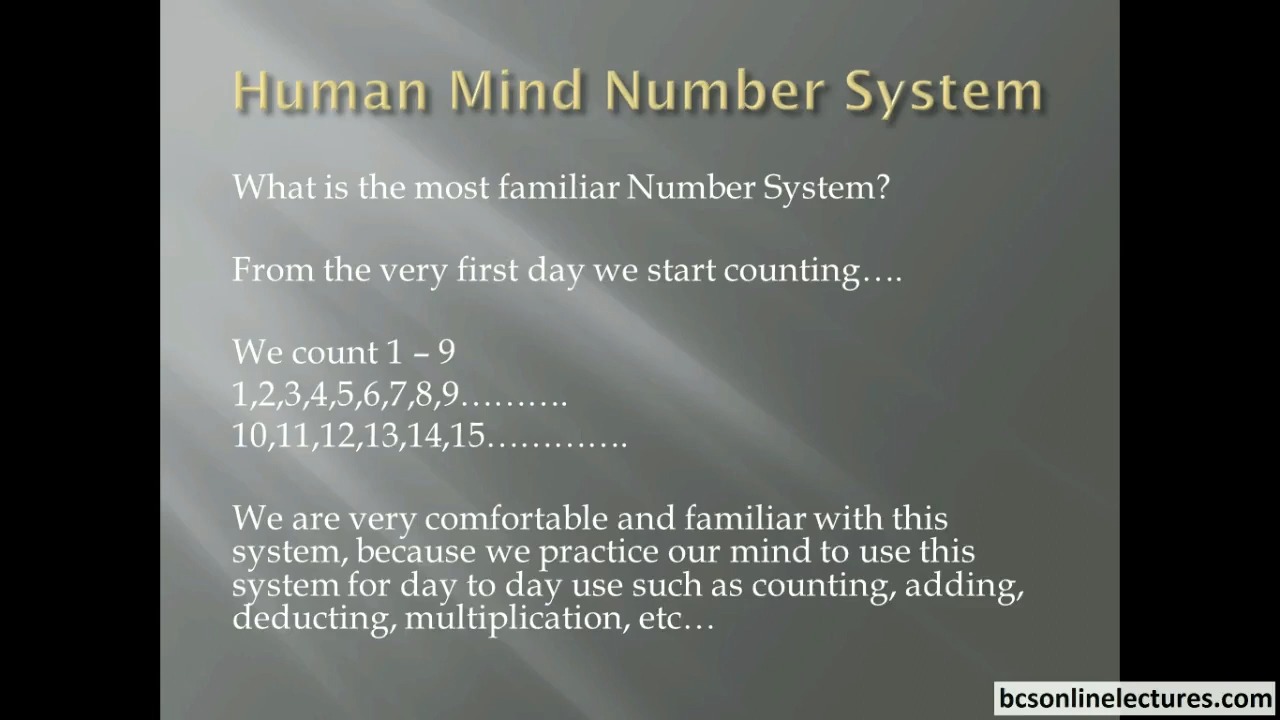 Human Mind Number System
What is the most familiar Number System?
From the very first day we start counting….
We count 1 – 9
1,2,3,4,5,6,7,8,9……….
10,11,12,13,14,15………….
We are very comfortable and familiar with this
system, because we practice our mind to use this
system for day to day use such as counting, adding,
deducting, multiplication, etc…
bcsonlinelectures.com